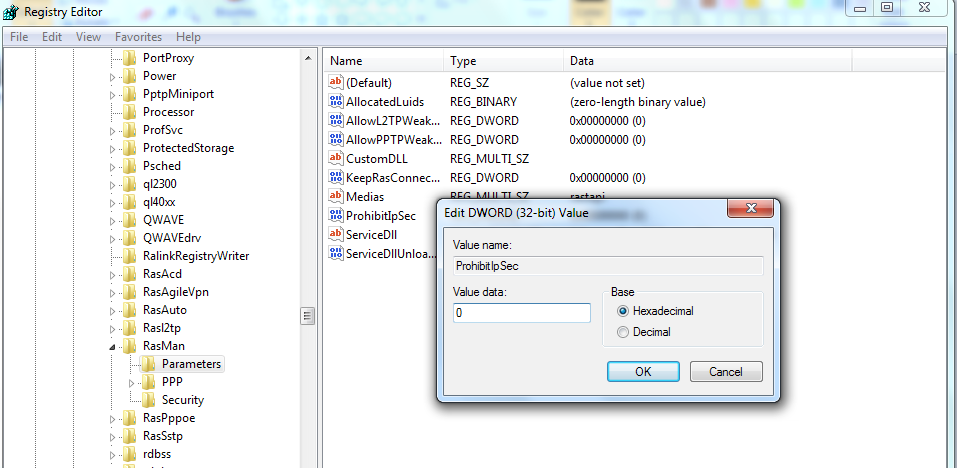 Registry Editor
File Edit View Favorites Help
PortProxy
Power
PptpMiniport
Processor
ProfSvc
ProtectedStorage
Psched
ql2300
ql40xx
QWAVE
QWAVEdrv
RalinkRegistryWriter
RasAcd
RasAgileVpn
RasAuto
Rasl2tp
RasMan
Parameters
PPP
Security
RasPppoe
RasSstp
rdbss
Name Type Data
ab (Default) REG_SZ (value not set)
AllocatedLuids REG_BINARY (zero-length binary value)
AllowL2TPWeak... REG_DWORD 0x00000000 (0)
AllowPPTPWeak... REG_DWORD 0x00000000 (0)
ab CustomDLL REG_MULTI_SZ
KeepRasConnec... REG_DWORD 0x00000000 (0)
ab Medias REG_MULTI_SZ rastapi
ProhibitIpSec
ab ServiceDll
ServiceDllUnloa...
Edit DWORD (32-bit) Value
Value name:
ProhibitIpSec
Value data:
0
Base
Hexadecimal
Decimal
OK Cancel